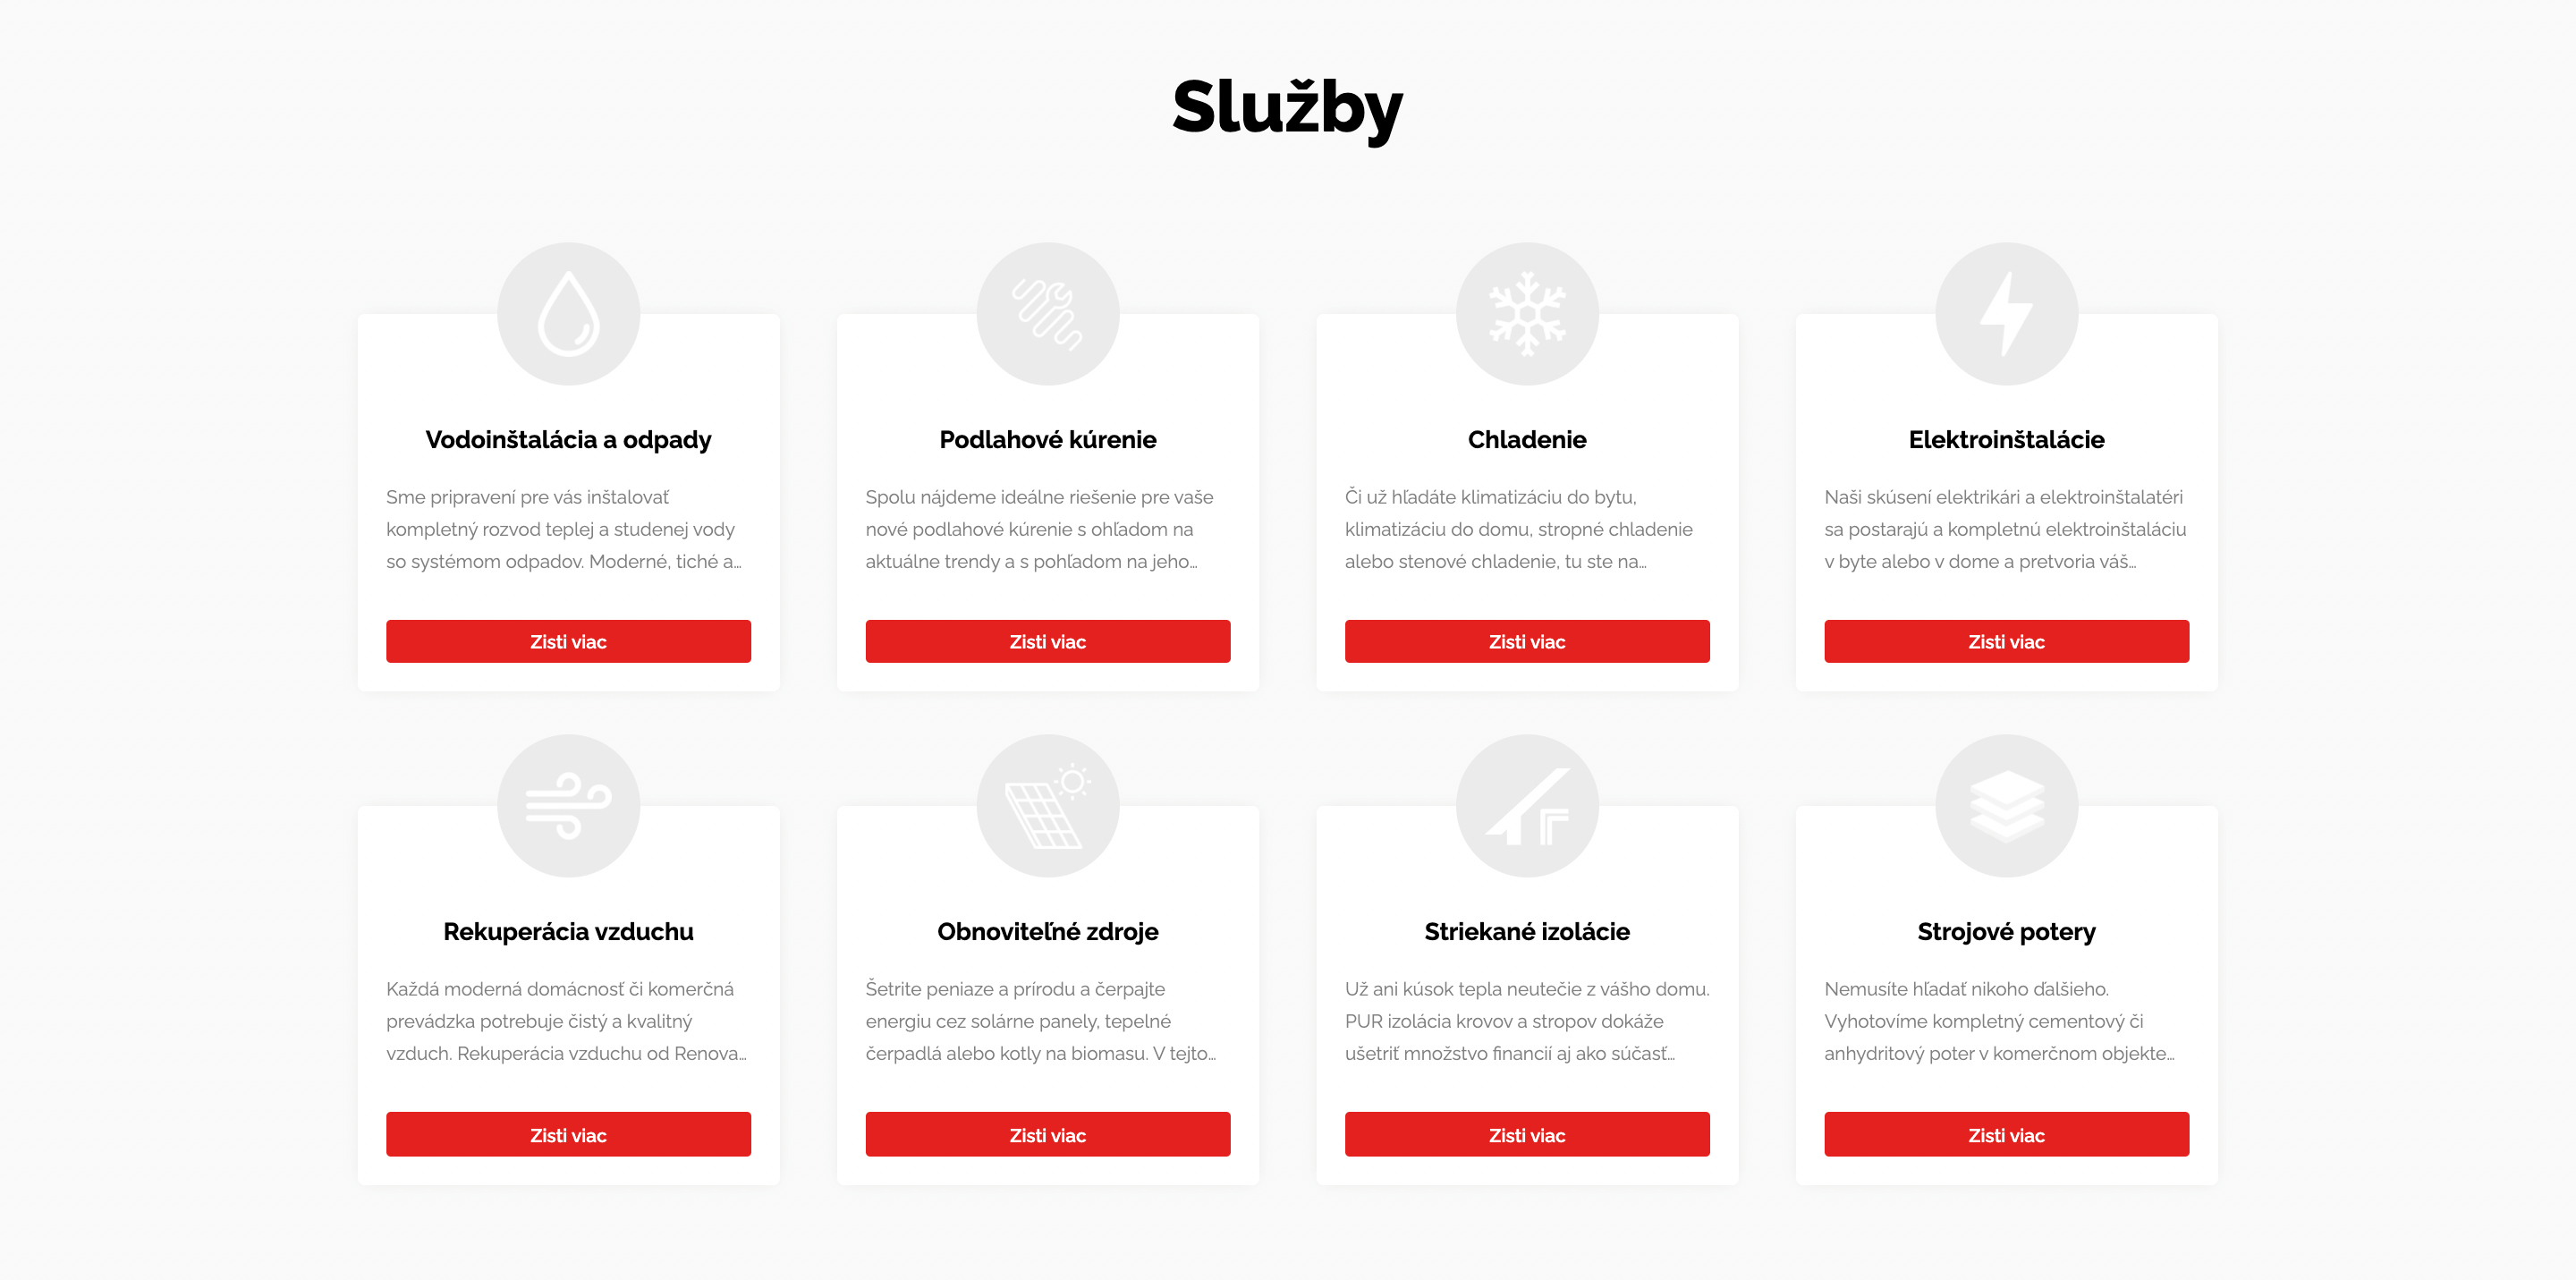 Služby
Vodoinštalácia a odpady
Sme pripravení pre vás inštalovať
kompletný rozvod teplej a studenej vody
so systémom odpadov. Moderné, tiché a...
Zisti viac
Podlahové kúrenie
Spolu nájdeme ideálne riešenie pre vaše
nové podlahové kúrenie s ohľadom na
aktuálne trendy a s pohľadom na jeho...
Zisti viac
Chladenie
Či už hľadáte klimatizáciu do bytu,
klimatizáciu do domu, stropné chladenie
alebo stenové chladenie, tu ste na...
Zisti viac
Elektroinštalácie
Naši skúsení elektrikári a elektroinštalatéri
sa postarajú a kompletnú elektroinštaláciu
v byte alebo v dome a pretvoria váš...
Zisti viac
Rekuperácia vzduchu
Každá moderná domácnosť či komerčná
prevádzka potrebuje čistý a kvalitný
vzduch. Rekuperácia vzduchu od Renova...
Zisti viac
Obnoviteľné zdroje
Šetrite peniaze a prírodu a čerpajte
energiu cez solárne panely, tepelné
čerpadlá alebo kotly na biomasu. V tejto...
Zisti viac
Striekané izolácie
Už ani kúsok tepla neutečie z vášho domu.
PUR izolácia krovov a stropov dokáže
ušetriť množstvo financií aj ako súčasť...
Zisti viac
Strojové potery
Nemusíte hľadať nikoho ďalšieho.
Vyhotovíme kompletný cementový či
anhydritový poter v komerčnom objekte...
Zisti viac